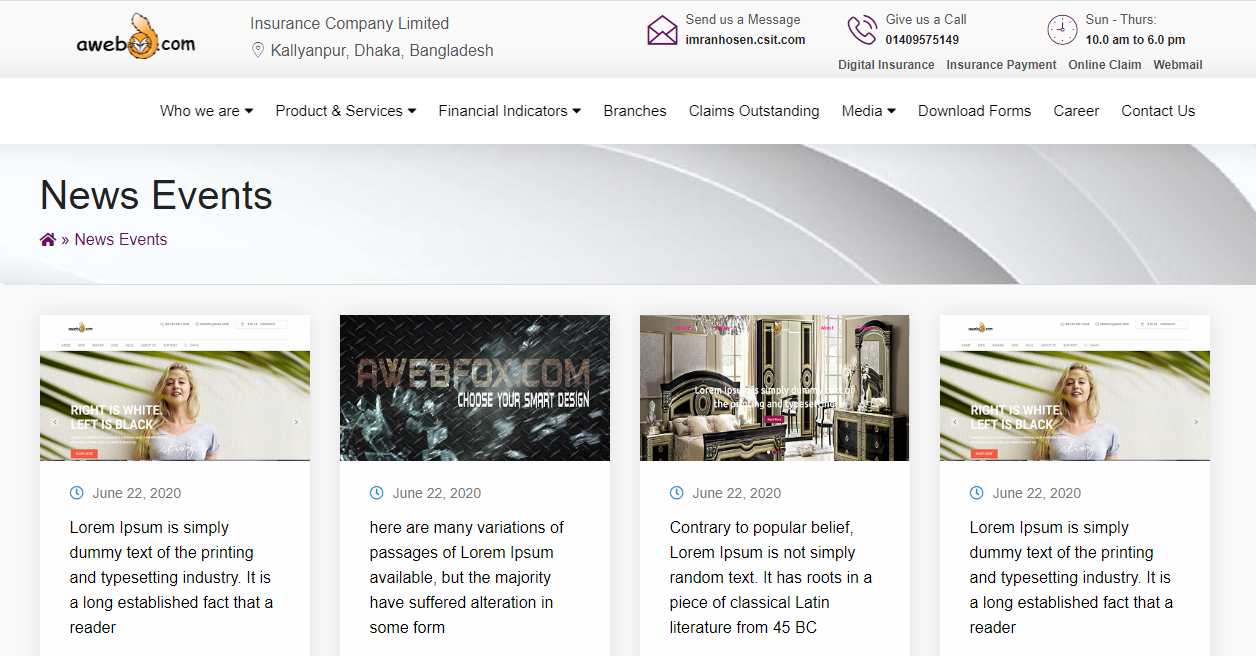 aweb .com
Insurance Company Limited
Kallyanpur, Dhaka, Bangladesh
Send us a Message
imranhosen.csit.com
Give us a Call
01409575149
Sun - Thurs:
10.0 am to 6.0 pm
Digital Insurance Insurance Payment Online Claim Webmail
Who we are Product & Services Financial Indicators Branches Claims Outstanding Media Download Forms Career Contact Us
News Events
» News Events
RIGHT IS WHITE.
LEFT IS BLACK
SHOP NOW
June 22, 2020
Lorem Ipsum is simply
dummy text of the printing
and typesetting industry. It is
a long established fact that a
reader
AWEBFOX.COM
CHOOSE YOUR SMART DESIGN
June 22, 2020
here are many variations of
passages of Lorem Ipsum
available, but the majority
have suffered alteration in
some form
About
Lorem Ipsum is simply dummy text of
the printing and typesetting
Read More
June 22, 2020
Contrary to popular belief,
Lorem Ipsum is not simply
random text. It has roots in a
piece of classical Latin
literature from 45 BC
RIGHT IS WHITE.
LEFT IS BLACK
SHOP NOW
June 22, 2020
Lorem Ipsum is simply
dummy text of the printing
and typesetting industry. It is
a long established fact that a
reader